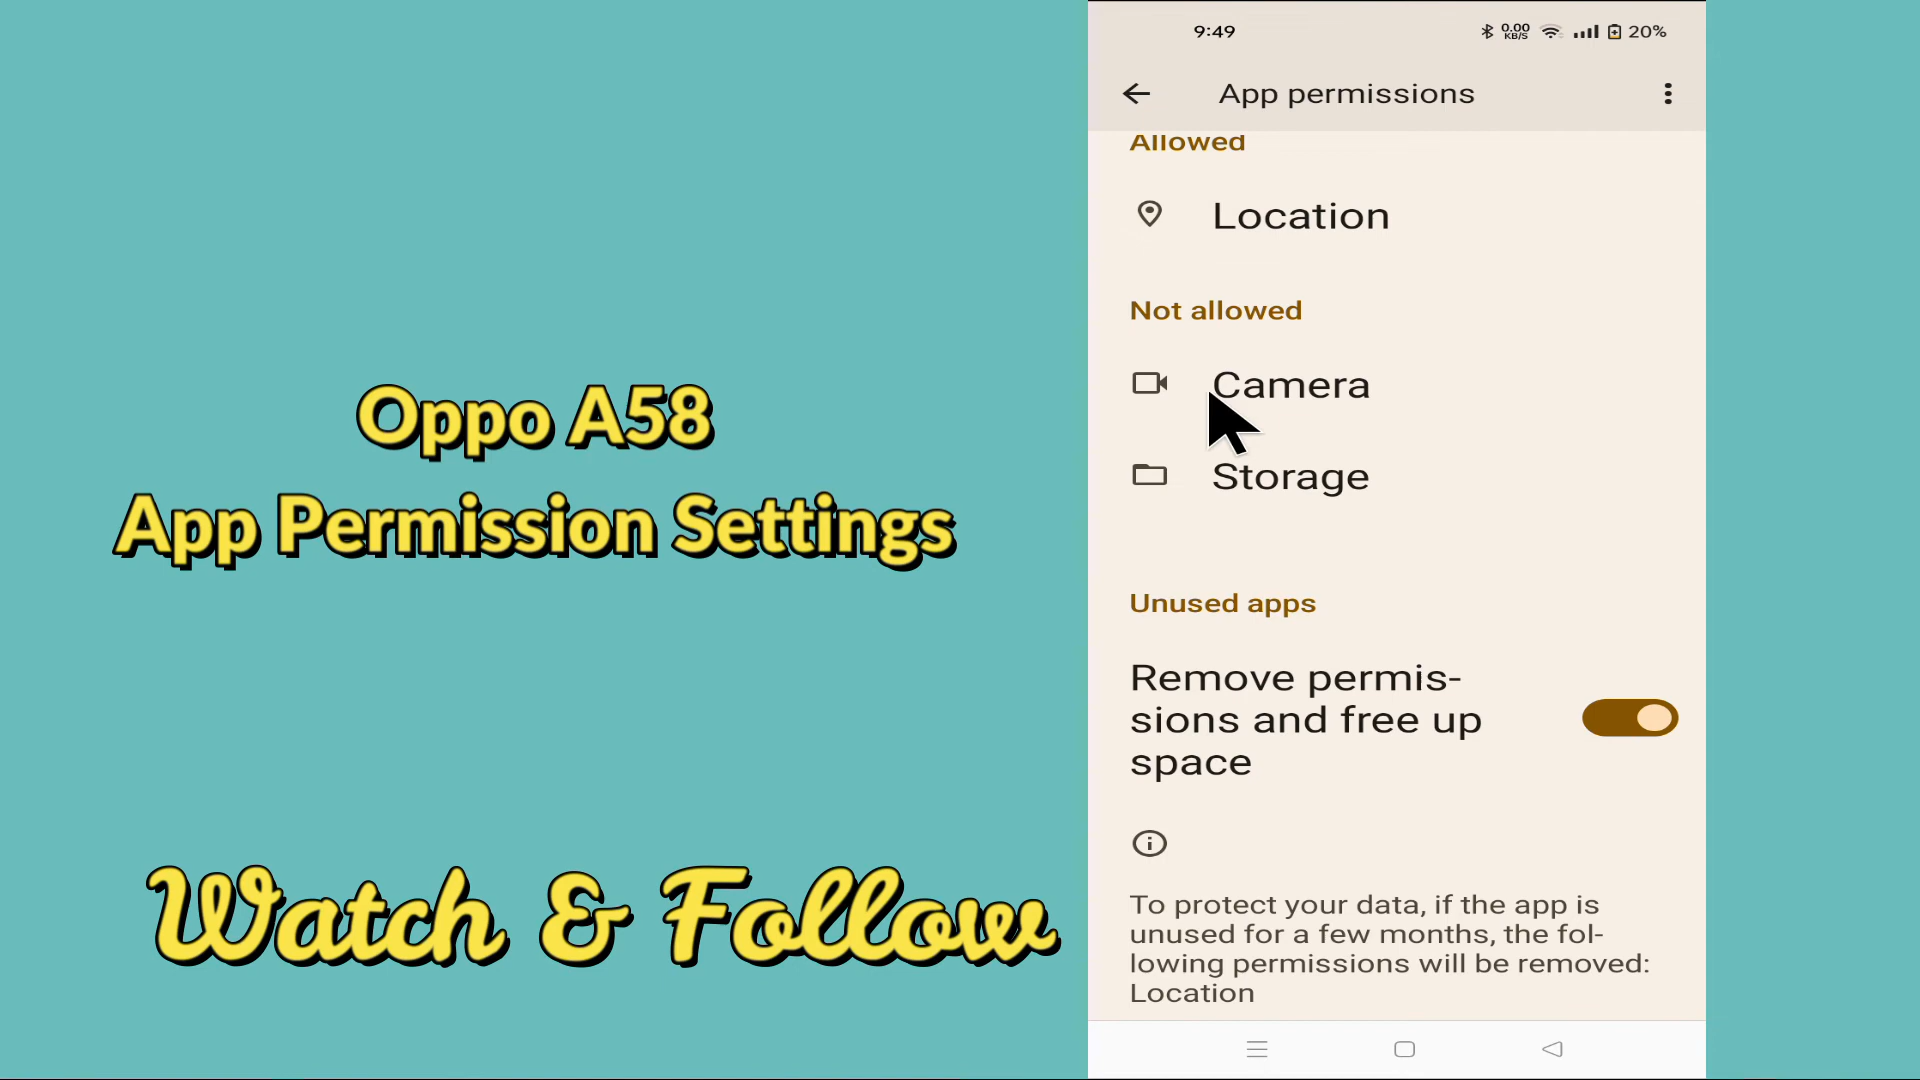 Oppo A58
App Permission Settings
Watch & Follow
9:49
0.00
KB/S
20%
App permissions
Allowed
Location
Not allowed
Camera
Storage
Unused apps
Remove permis-
sions and free up
space
To protect your data, if the app is
unused for a few months, the fol-
lowing permissions will be removed:
Location